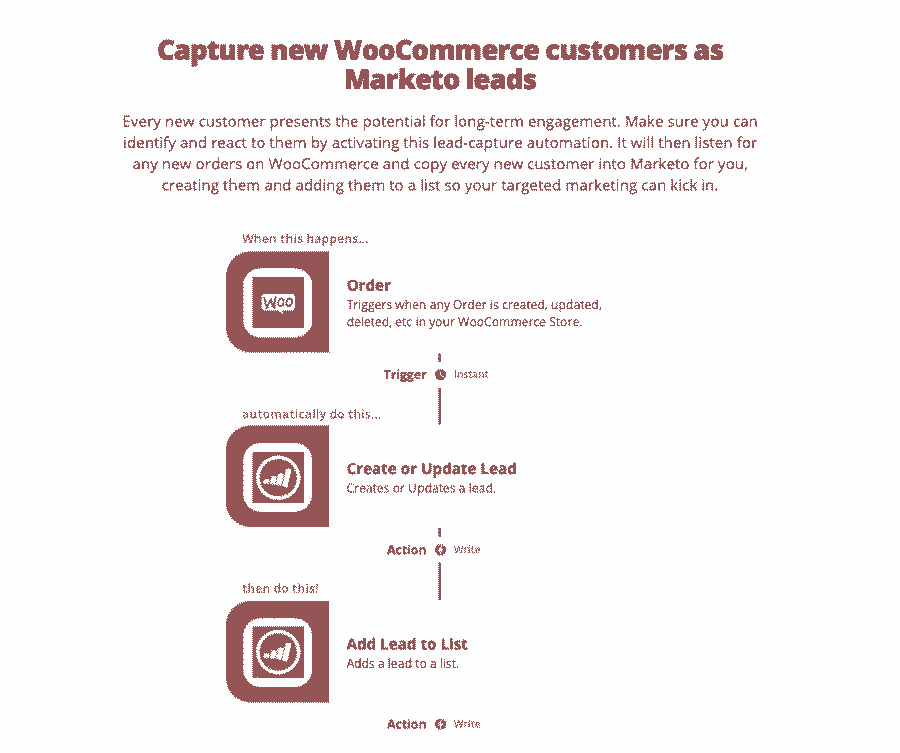 Capture new WooCommerce customers as
Marketo leads
Every new customer presents the potential for long-term engagement. Make sure you can
identify and react to them by activating this lead-capture automation. It will then listen for
any new orders on WooCommerce and copy every new customer into Marketo for you,
creating them and adding them to a list so your targeted marketing can kick in.
When this happens...
Woo
Order
Triggers when any Order is created, updated,
deleted, etc in your WooCommerce Store.
Trigger Instant
automatically do this...
Create or Update Lead
Creates or Updates a lead.
Action Write
then do this!
Add Lead to List
Adds a lead to a list.
Action Write